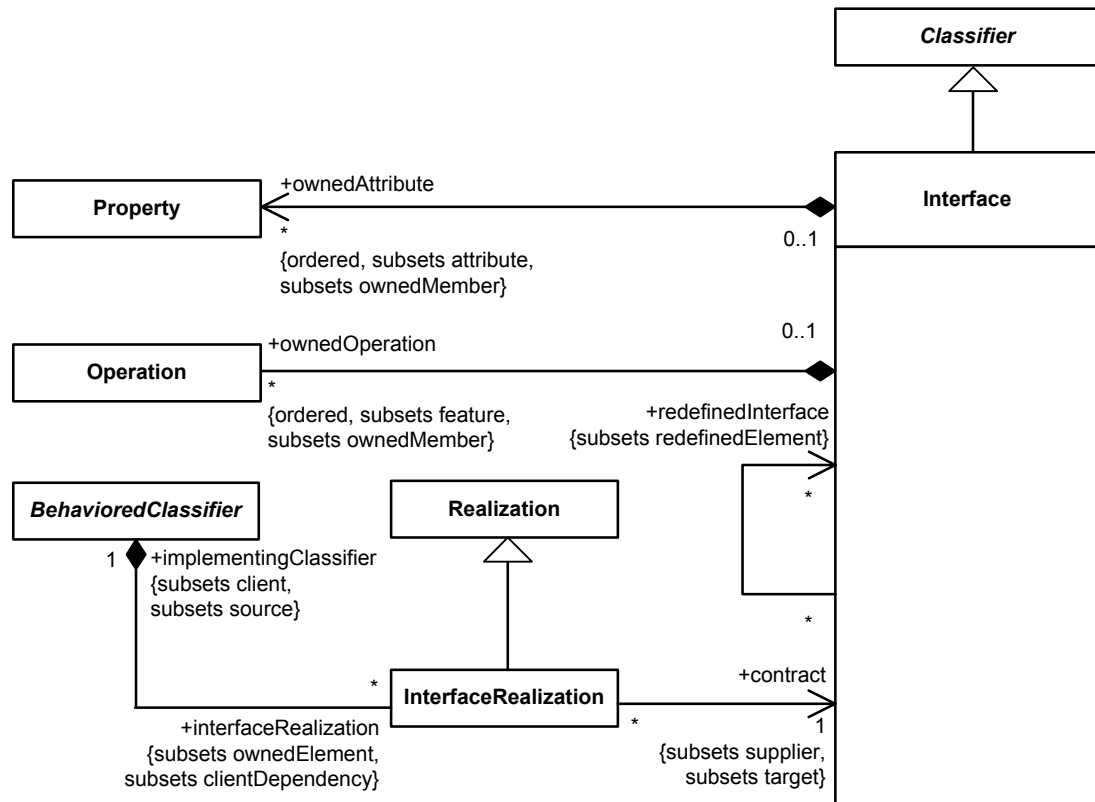 Classifier
Interface
+ownedAttribute
Property
*
0..1
{ordered, subsets attribute,
subsets ownedMember}
0..1
+ownedOperation
Operation
*
{ordered, subsets feature,
subsets ownedMember}
+redefinedInterface
{subsets redefinedElement}
*
*
BehavioredClassifier
Realization
1
+implementingClassifier
{subsets client,
subsets source}
*
InterfaceRealization
+contract
+interfaceRealization
*
1
{subsets ownedElement,
subsets clientDependency}
{subsets supplier,
subsets target}